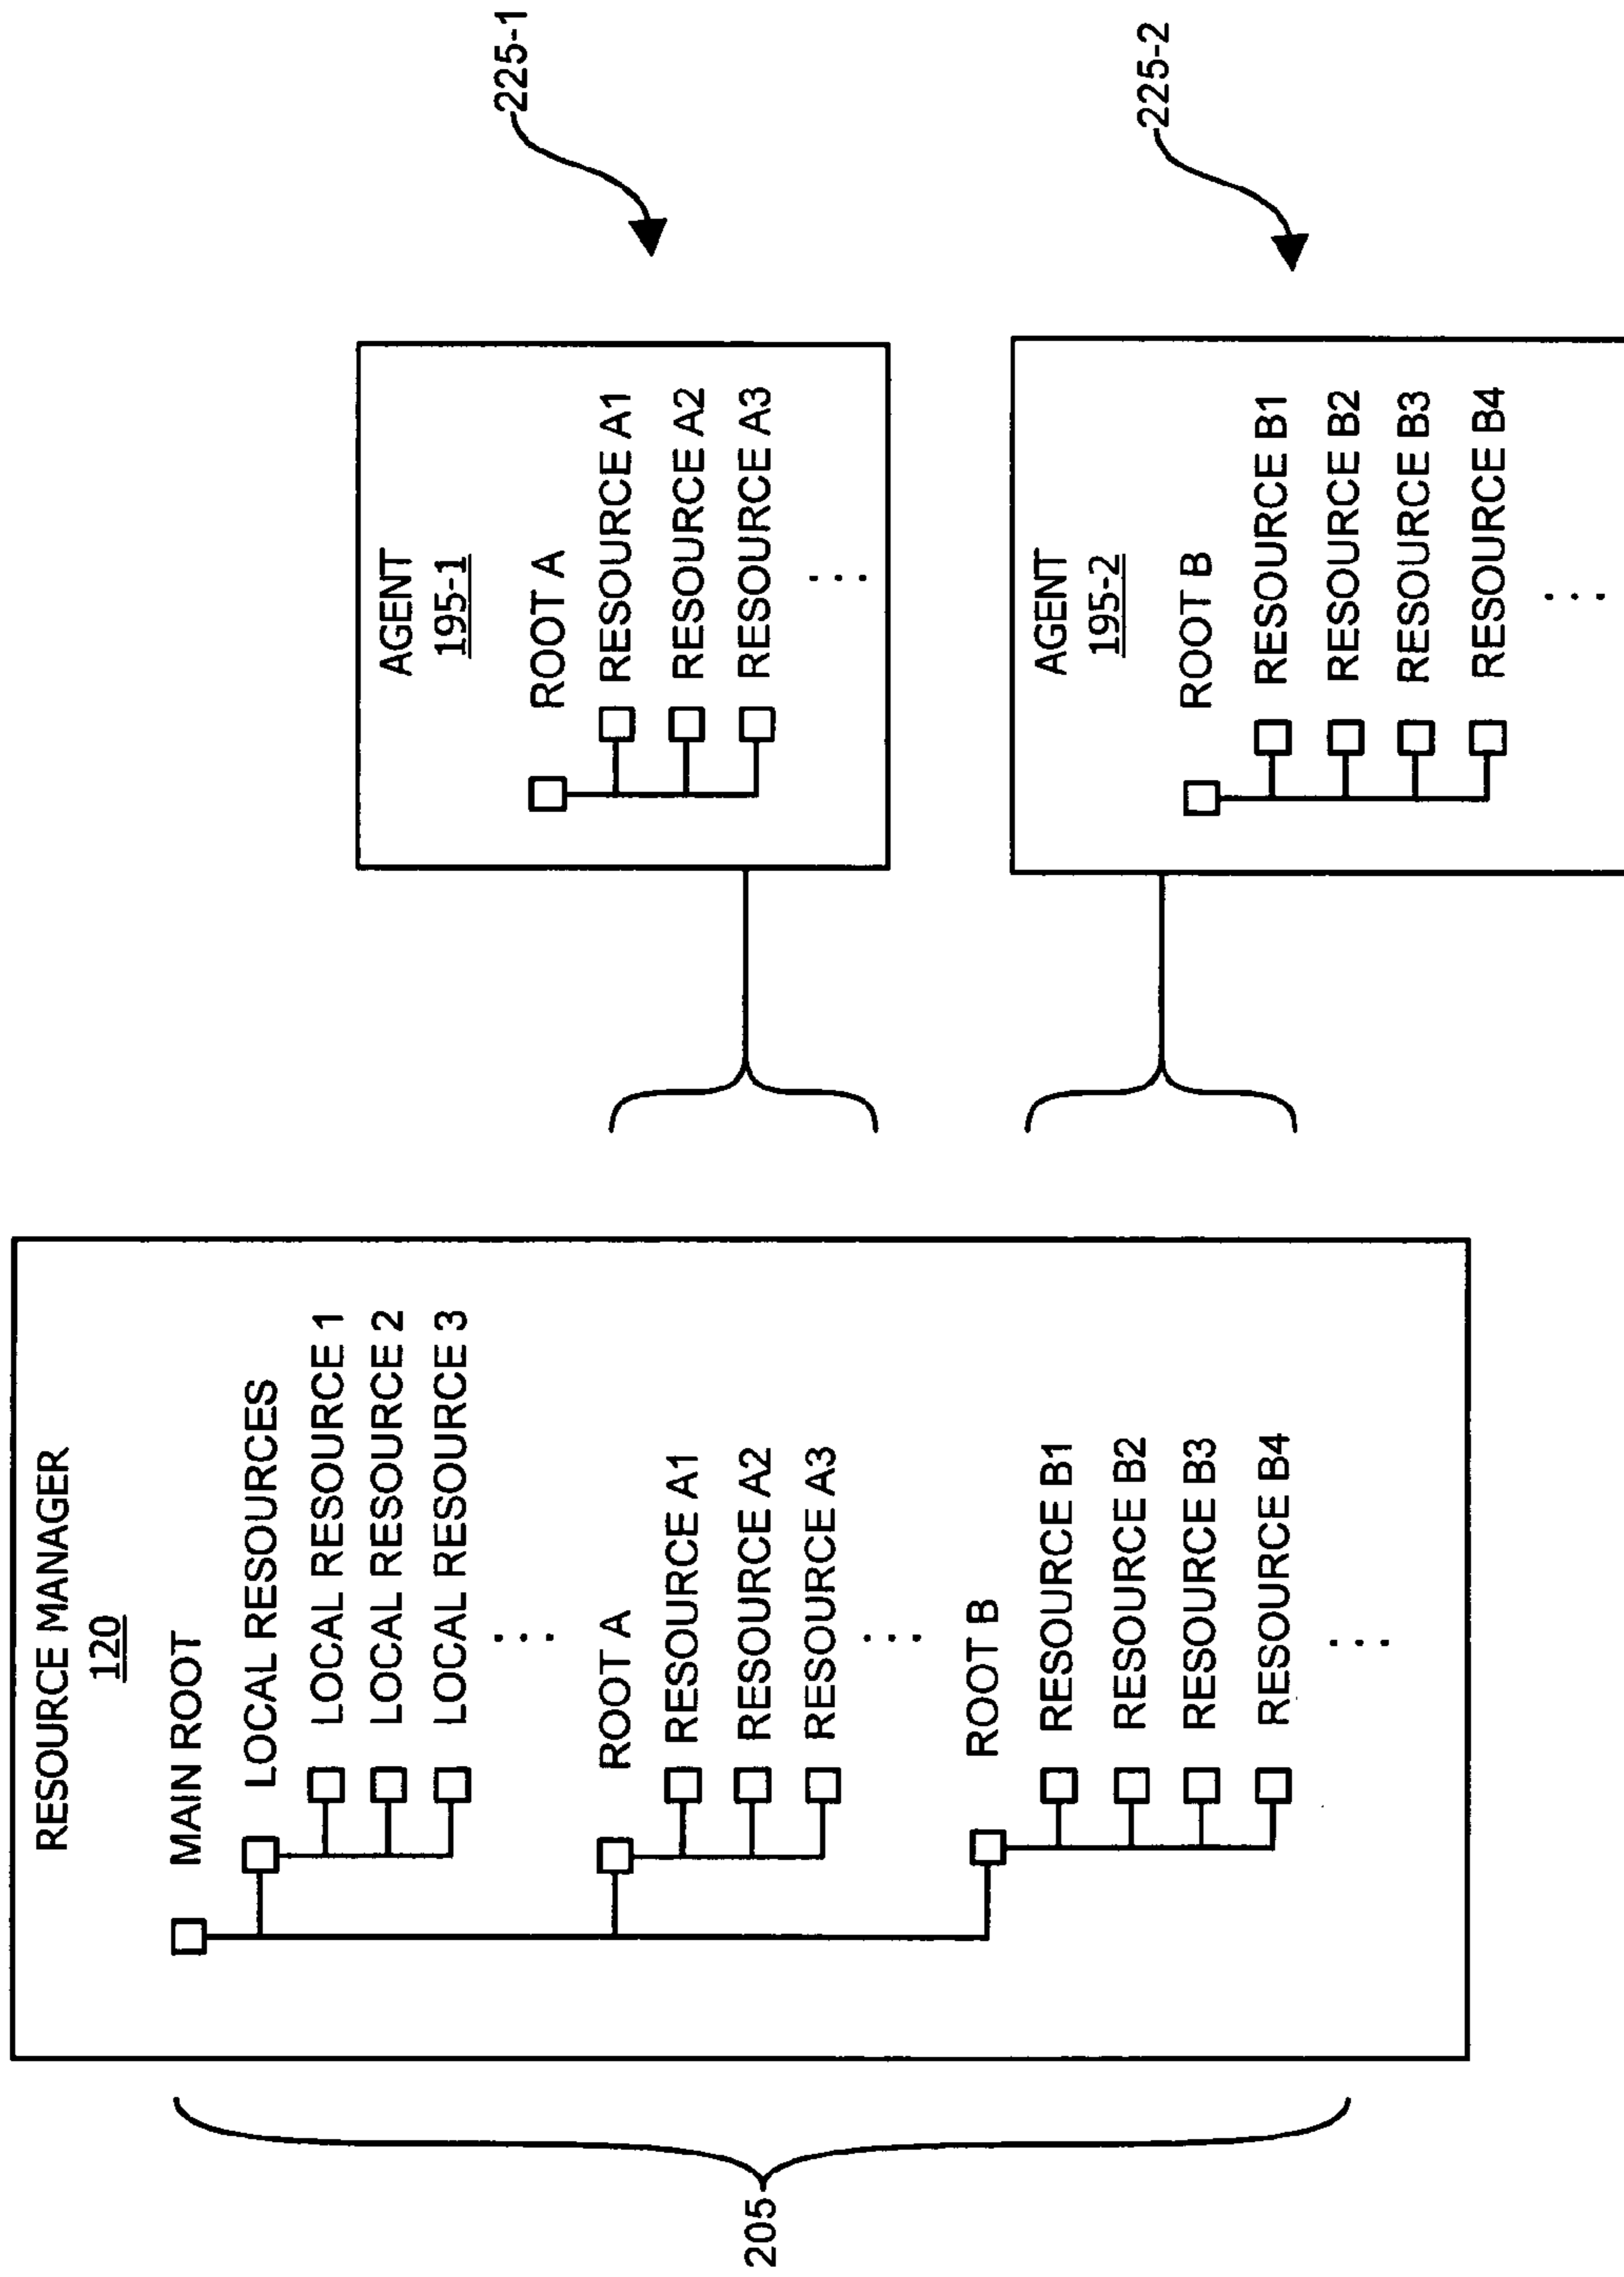 RESOURCE MANAGER
120
MAIN ROOT
LOCAL RESOURCES
LOCAL RESOURCE 1
LOCAL RESOURCE 2
LOCAL RESOURCE 3
...
ROOT A
RESOURCE A1
RESOURCE A2
RESOURCE A3
...
ROOT B
RESOURCE B1
RESOURCE B2
RESOURCE B3
RESOURCE B4
...
205
AGENT
195-1
ROOT A
RESOURCE A1
RESOURCE A2
RESOURCE A3
...
225-1
AGENT
195-2
ROOT B
RESOURCE B1
RESOURCE B2
RESOURCE B3
RESOURCE B4
...
225-2